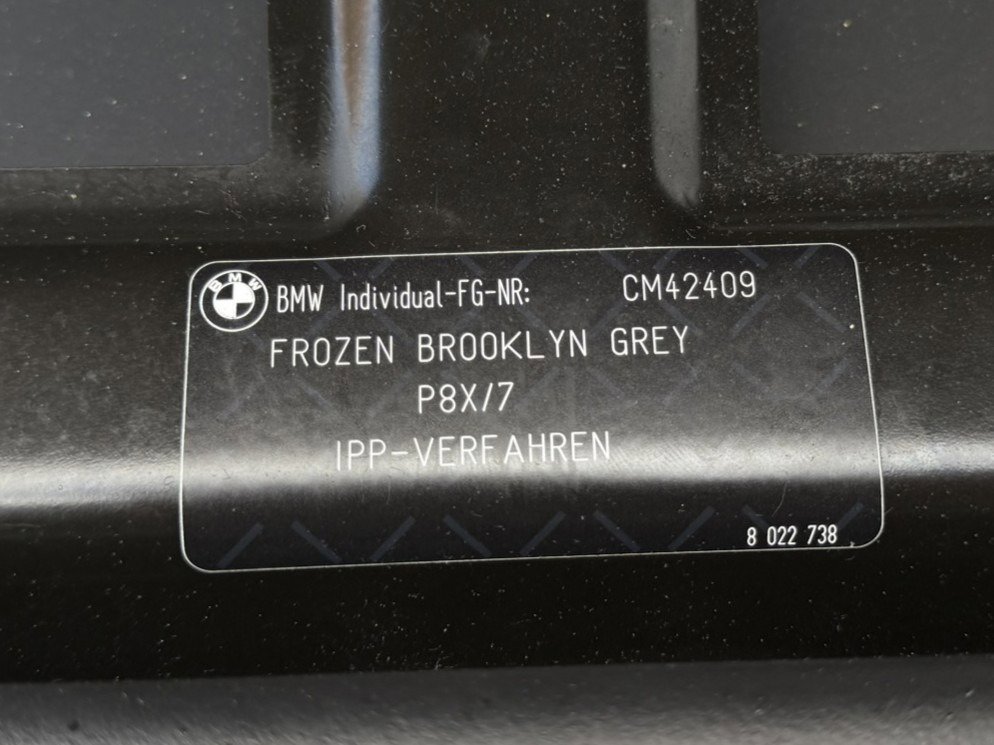 BMW
BMW Individual-FG-NR: CM42409
FROZEN BROOKLYN GREY
P8X/7
IPP-VERFAHREN
8 022 738